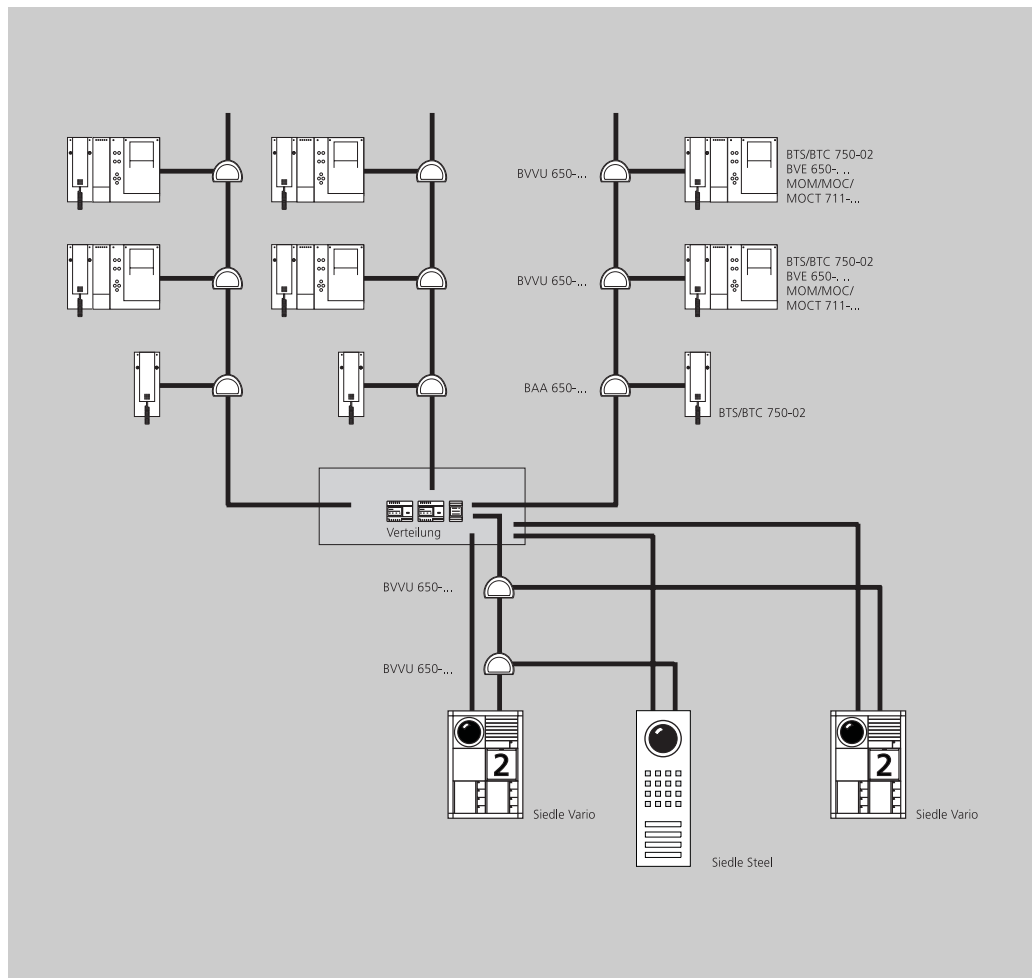 BVVU 650-...
BTS/BTC 750-02
BVE 650-. ..
MOM/MOC/
MOCT 711-...
BVVU 650-...
BTS/BTC 750-02
BVE 650-. ..
MOM/MOC/
MOCT 711-...
BAA 650-...
BTS/BTC 750-02
Verteilung
BVVU 650-...
BVVU 650-...
2
Siedle Vario
2
Siedle Vario
Siedle Steel